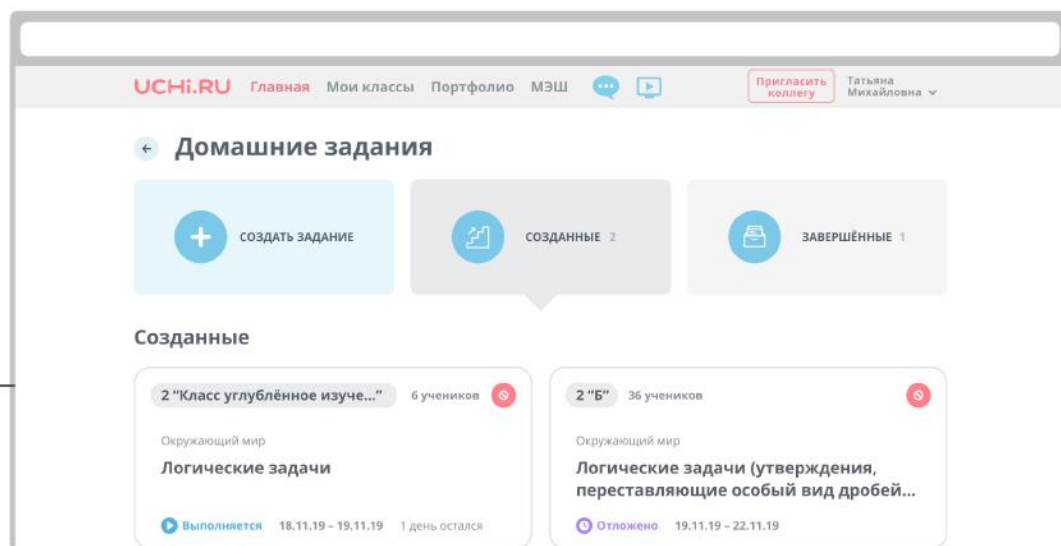 UCHi.RU Главная Мои классы Портфолио МЭШ Пригласить коллегу Татьяна Михайловна
Домашние задания
СОЗДАТЬ ЗАДАНИЕ
СОЗДАННЫЕ 2
ЗАВЕРШЁННЫЕ 1
Созданные
2 “Класс углублённое изуче...” 6 учеников
Окружающий мир
Логические задачи
Выполняется 18.11.19 – 19.11.19 1 день остался
2 “Б” 36 учеников
Окружающий мир
Логические задачи (утверждения,
переставляющие особый вид дробей...
Отложено 19.11.19 – 22.11.19